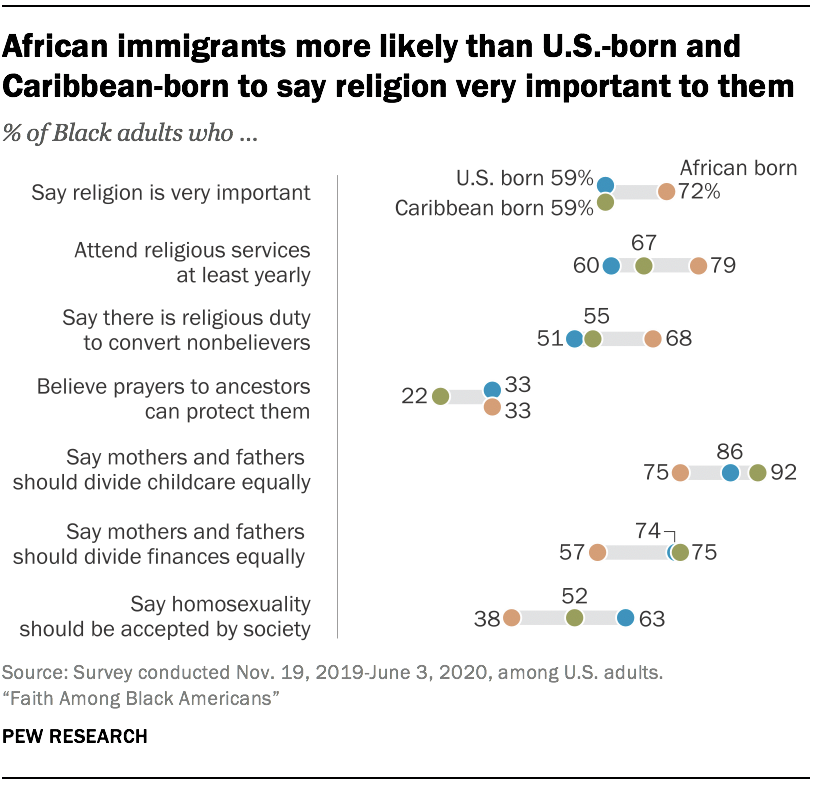 African immigrants more likely than U.S.-born and
Caribbean-born to say religion very important to them
% of Black adults who ...
African born
U.S. born 59%
Say religion is very important
72%
Caribbean born 59%
67
Attend religious services
at least yearly
60
79
55
Say there is religious duty
to convert nonbelievers
51
68
Believe prayers to ancestors
can protect them
22
33
33
86
Say mothers and fathers
should divide childcare equally
75
92
74
Say mothers and fathers
should divide finances equally
57
75
52
Say homosexuality
should be accepted by society
38
63
Source: Survey conducted Nov. 19, 2019-June 3, 2020, among U.S. adults.
“Faith Among Black Americans”
PEW RESEARCH